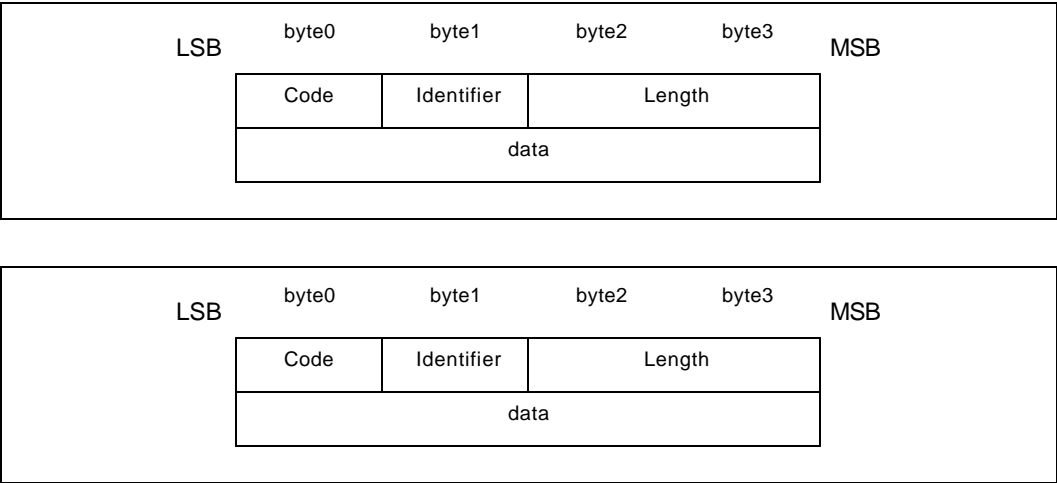 byte0 byte1 byte2 byte3
LSB MSB
Code Identifier Length
data
byte0 byte1 byte2 byte3
LSB MSB
Code Identifier Length
data